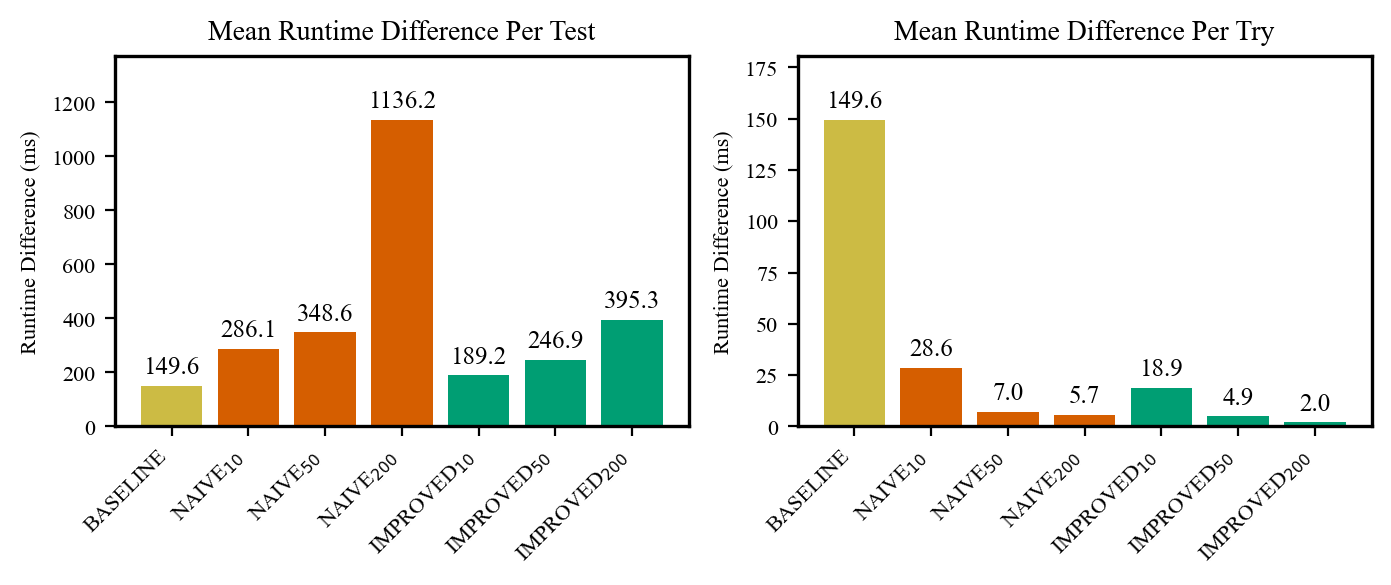 Mean Runtime Difference Per Test
Runtime Difference (ms)
1200
1000
800
600
400
200
0
149.6
286.1
348.6
1136.2
189.2
246.9
395.3
BASELINE
NAIVE10
NAIVE50
NAIVE200
IMPROVED10
IMPROVED50
IMPROVED200
Mean Runtime Difference Per Try
Runtime Difference (ms)
175
150
125
100
75
50
25
0
149.6
28.6
7.0
5.7
18.9
4.9
2.0
BASELINE
NAIVE10
NAIVE50
NAIVE200
IMPROVED10
IMPROVED50
IMPROVED200